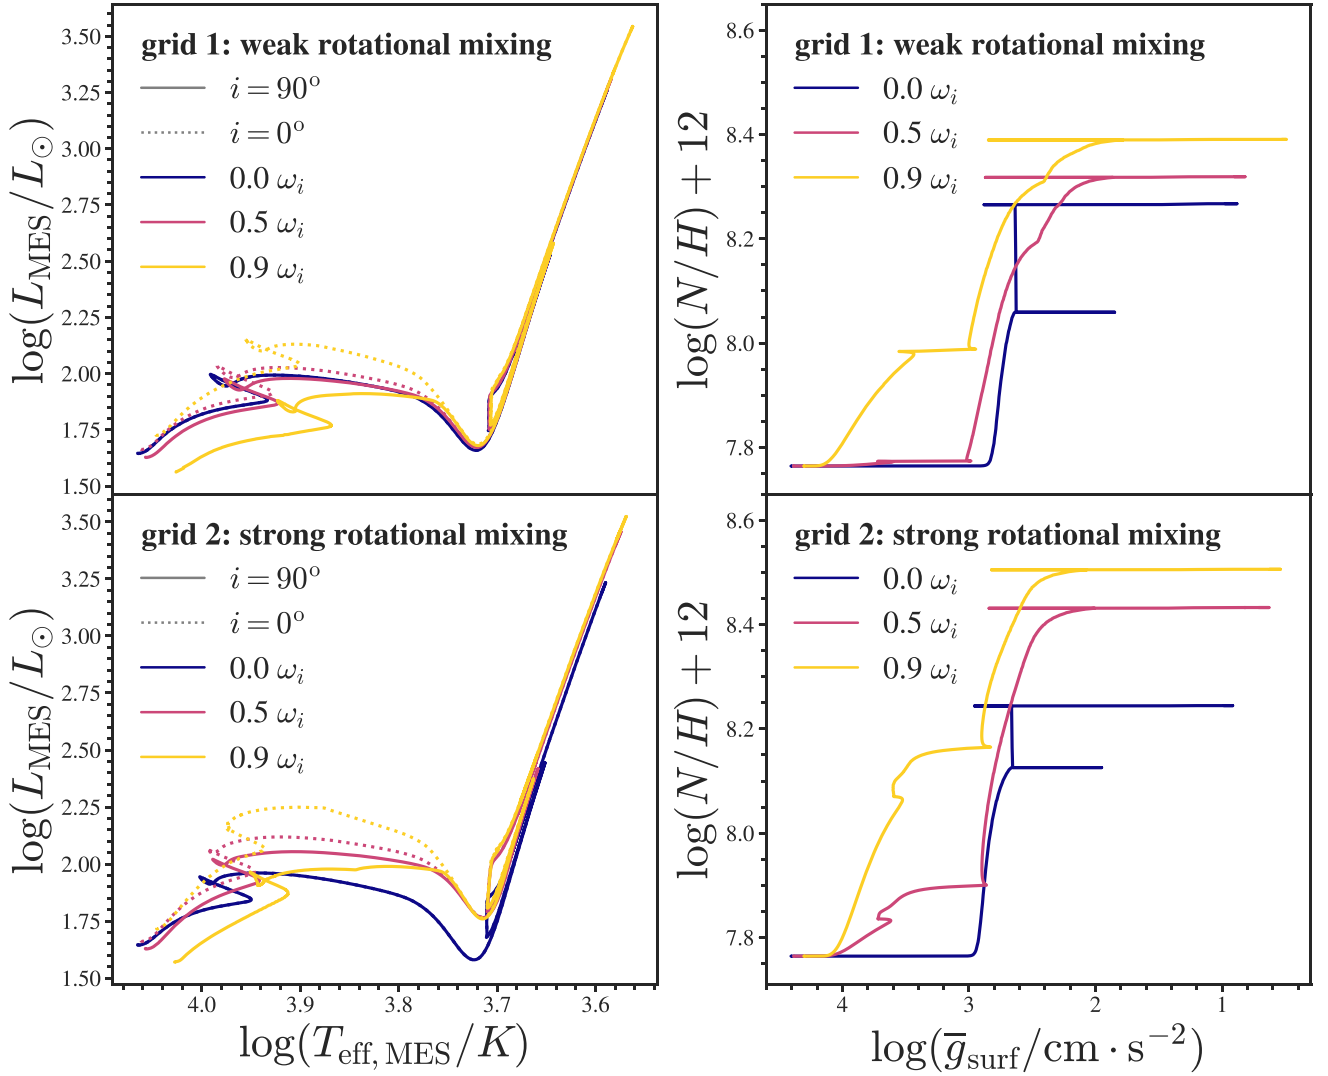 grid 1: weak rotational mixing
i = 90°
i = 0°
0.0 ω_i
0.5 ω_i
0.9 ω_i
log(L_MES/L_⊙)
3.50
3.25
3.00
2.75
2.50
2.25
2.00
1.75
1.50
grid 1: weak rotational mixing
0.0 ω_i
0.5 ω_i
0.9 ω_i
log(N/H) + 12
8.6
8.4
8.2
8.0
7.8
grid 2: strong rotational mixing
i = 90°
i = 0°
0.0 ω_i
0.5 ω_i
0.9 ω_i
log(L_MES/L_⊙)
3.50
3.25
3.00
2.75
2.50
2.25
2.00
1.75
1.50
4.0 3.9 3.8 3.7 3.6
log(T_eff, MES/K)
grid 2: strong rotational mixing
0.0 ω_i
0.5 ω_i
0.9 ω_i
log(N/H) + 12
8.6
8.4
8.2
8.0
7.8
4 3 2 1
log(g̅_surf/cm · s⁻²)